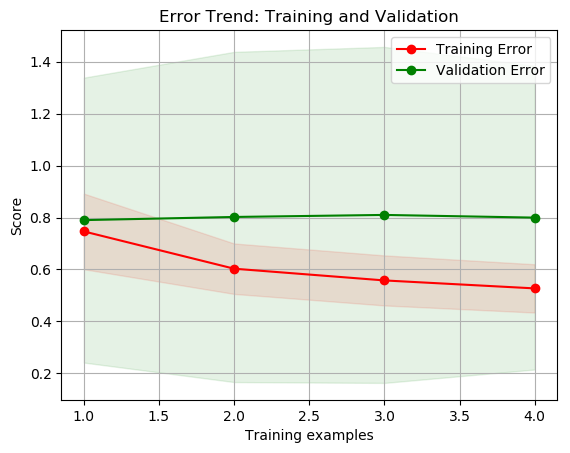 Error Trend: Training and Validation
Training Error
Validation Error
Score
1.4
1.2
1.0
0.8
0.6
0.4
0.2
1.0 1.5 2.0 2.5 3.0 3.5 4.0
Training examples